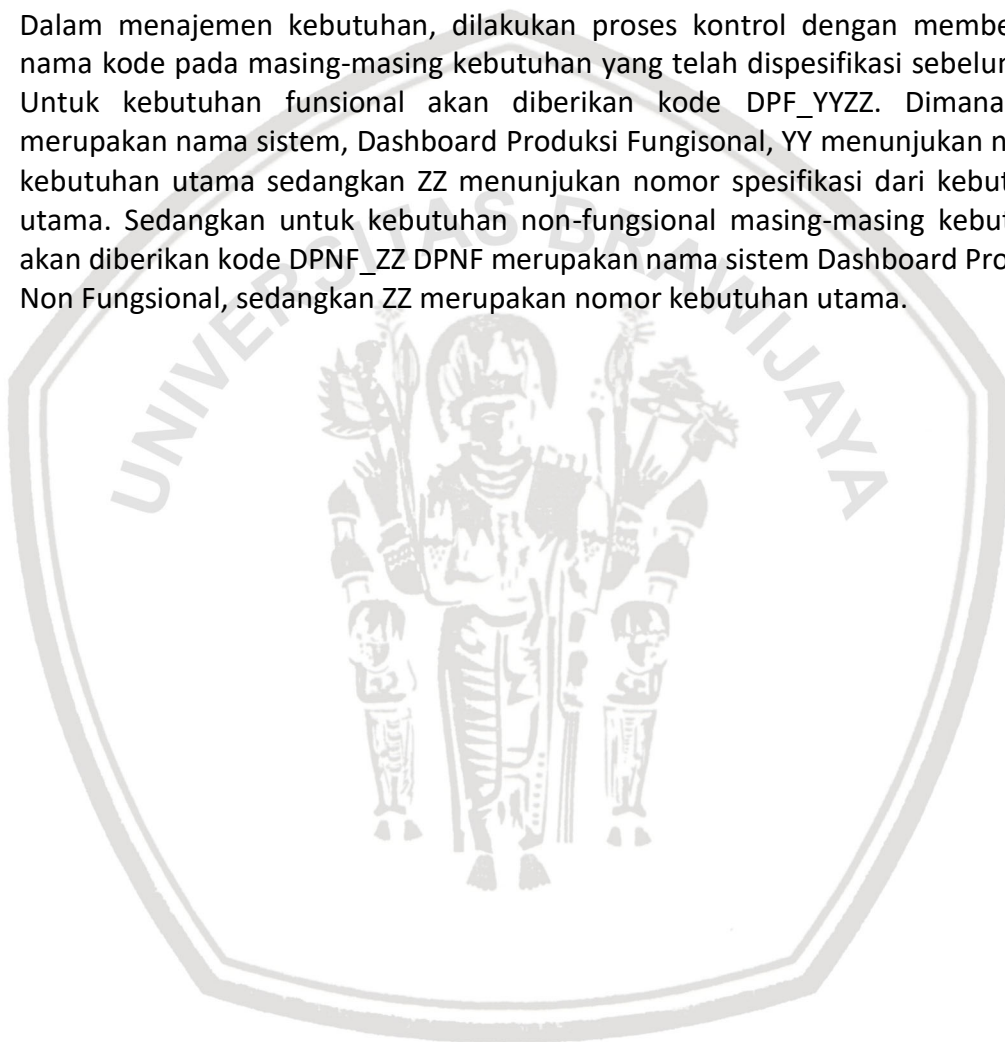 Dalam menajemen kebutuhan, dilakukan proses kontrol dengan membe
nama kode pada masing-masing kebutuhan yang telah dispesifikasi sebelu
Untuk kebutuhan funsional akan diberikan kode DPF_YYZZ. Dimana
merupakan nama sistem, Dashboard Produksi Fungisonal, YY menunjukan n
kebutuhan utama sedangkan ZZ menunjukan nomor spesifikasi dari kebut
utama. Sedangkan untuk kebutuhan non-fungsional masing-masing kebut
akan diberikan kode DPNF_ZZ DPNF merupakan nama sistem Dashboard Pro
Non Fungsional, sedangkan ZZ merupakan nomor kebutuhan utama.
UNIVERSITAS BRAWIJAYA